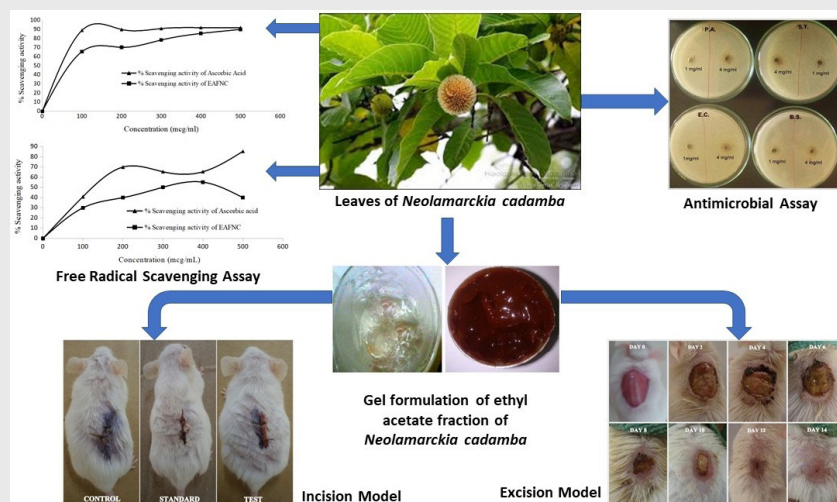 % Scavenging activity
100
90
80
70
60
50
40
30
20
10
0
% Scavenging activity of Ascorbic Acid
% Scavenging activity of EAFNC
0 100 200 300 400 500 600
Concentration (mcg/ml)
% Scavenging activity
90
80
70
60
50
40
30
20
10
0
% Scavenging activity of Ascorbic acid
% Scavenging activity of EAFNC
0 100 200 300 400 500 600
Concentration (mcg/mL)
Free Radical Scavenging Assay
Leaves of Neolamarckia cadamba
P.A. S.T.
1 mg/ml 4 mg/ml 4 mg/ml 1 mg/ml
E.C. B.S.
1mg/ml 4 mg/ml 1 mg/ml 4 mg/ml
Antimicrobial Assay
Gel formulation of ethyl
acetate fraction of
Neolamarckia cadamba
CONTROL STANDARD TEST
Incision Model
DAY 0 DAY 2 DAY 4 DAY 6
DAY 8 DAY 10 DAY 12 DAY 14
Excision Model